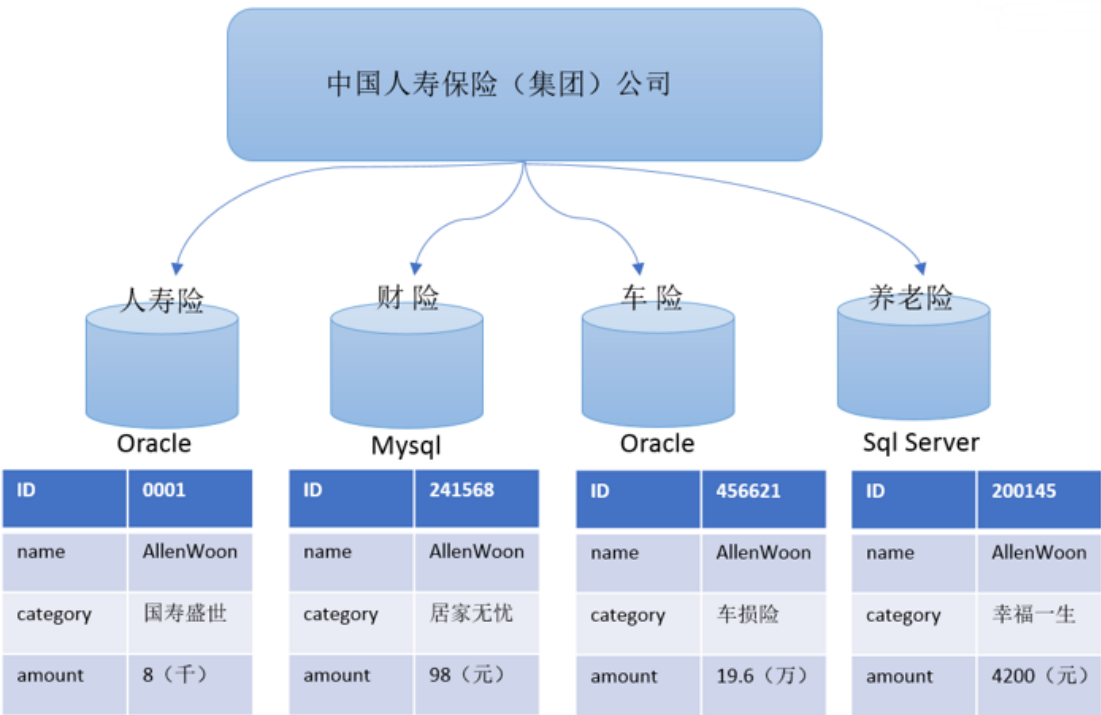 中国人寿保险（集团）公司
人寿险
财 险
车 险
养老险
Oracle
Mysql
Oracle
Sql Server
ID 0001
name AllenWoon
category 国寿盛世
amount 8（千）
ID 241568
name AllenWoon
category 居家无忧
amount 98（元）
ID 456621
name AllenWoon
category 车损险
amount 19.6（万）
ID 200145
name AllenWoon
category 幸福一生
amount 4200（元）